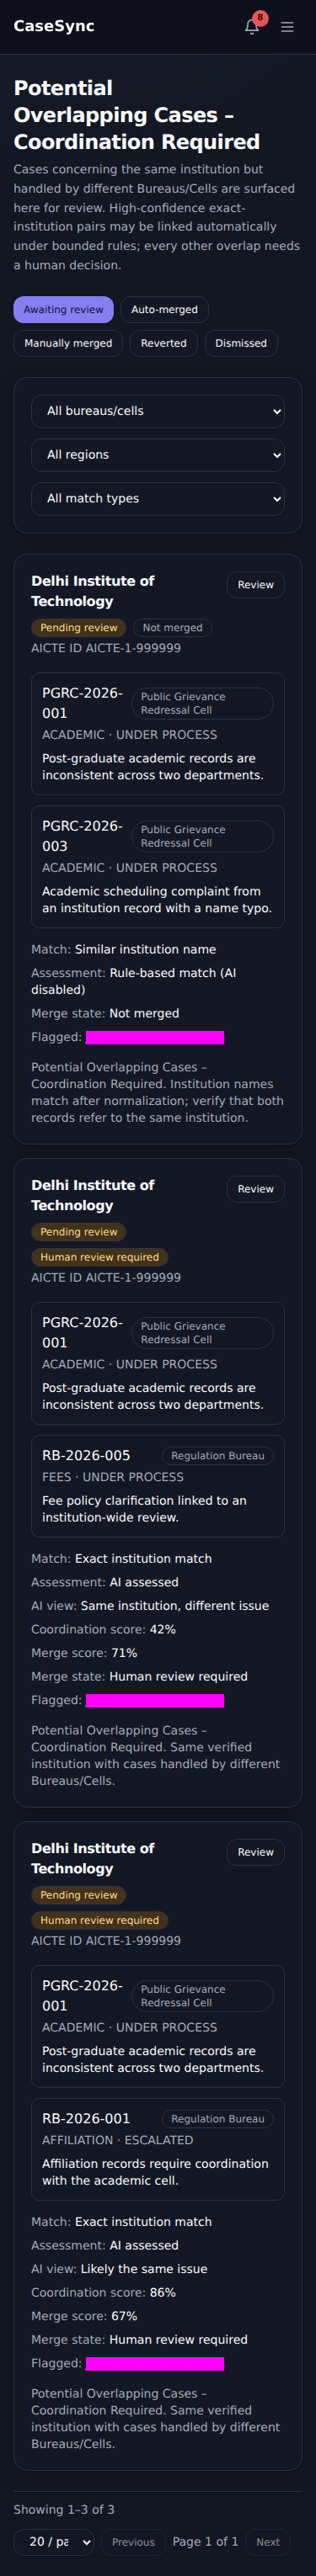 CaseSync
8
Potential
Overlapping Cases –
Coordination Required
Cases concerning the same institution but
handled by different Bureaus/Cells are surfaced
here for review. High-confidence exact-
institution pairs may be linked automatically
under bounded rules; every other overlap needs
a human decision.
Awaiting review
Auto-merged
Manually merged
Reverted
Dismissed
All bureaus/cells
All regions
All match types
Delhi Institute of
Technology
Review
Pending review
Not merged
AICTE ID AICTE-1-999999
PGRC-2026-
001
Public Grievance
Redressal Cell
ACADEMIC · UNDER PROCESS
Post-graduate academic records are
inconsistent across two departments.
PGRC-2026-
003
Public Grievance
Redressal Cell
ACADEMIC · UNDER PROCESS
Academic scheduling complaint from
an institution record with a name typo.
Match: Similar institution name
Assessment: Rule-based match (AI
disabled)
Merge state: Not merged
Flagged:
Potential Overlapping Cases –
Coordination Required. Institution names
match after normalization; verify that both
records refer to the same institution.
Delhi Institute of
Technology
Review
Pending review
Human review required
AICTE ID AICTE-1-999999
PGRC-2026-
001
Public Grievance
Redressal Cell
ACADEMIC · UNDER PROCESS
Post-graduate academic records are
inconsistent across two departments.
RB-2026-005
Regulation Bureau
FEES · UNDER PROCESS
Fee policy clarification linked to an
institution-wide review.
Match: Exact institution match
Assessment: AI assessed
AI view: Same institution, different issue
Coordination score: 42%
Merge score: 71%
Merge state: Human review required
Flagged:
Potential Overlapping Cases –
Coordination Required. Same verified
institution with cases handled by different
Bureaus/Cells.
Delhi Institute of
Technology
Review
Pending review
Human review required
AICTE ID AICTE-1-999999
PGRC-2026-
001
Public Grievance
Redressal Cell
ACADEMIC · UNDER PROCESS
Post-graduate academic records are
inconsistent across two departments.
RB-2026-001
Regulation Bureau
AFFILIATION · ESCALATED
Affiliation records require coordination
with the academic cell.
Match: Exact institution match
Assessment: AI assessed
AI view: Likely the same issue
Coordination score: 86%
Merge score: 67%
Merge state: Human review required
Flagged:
Potential Overlapping Cases –
Coordination Required. Same verified
institution with cases handled by different
Bureaus/Cells.
Showing 1–3 of 3
20 / pa
Previous
Page 1 of 1
Next